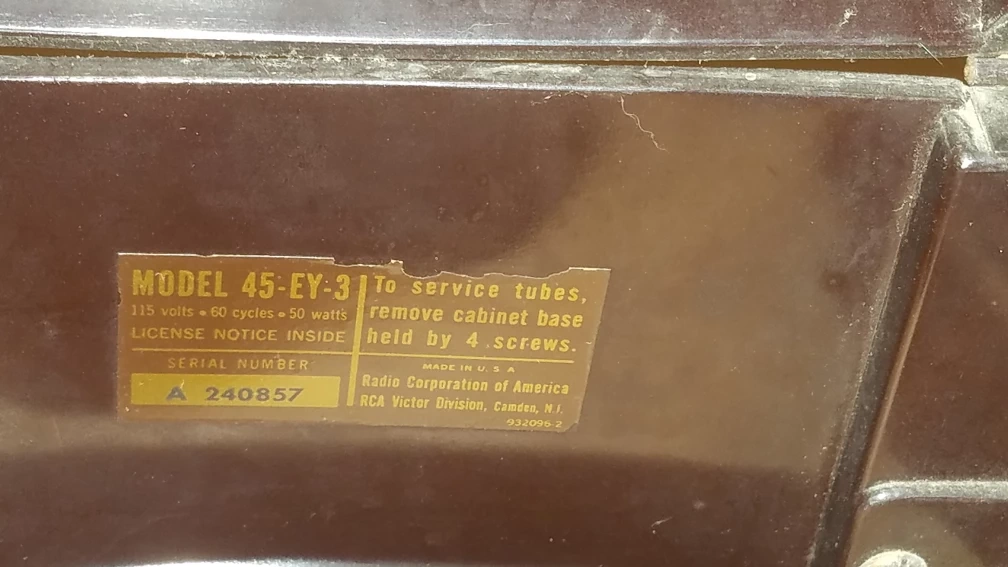 MODEL 45-EY-3
115 volts • 60 cycles • 50 watts
LICENSE NOTICE INSIDE
SERIAL NUMBER
A 240857
To service tubes,
remove cabinet base
held by 4 screws.
MADE IN U. S. A
Radio Corporation of America
RCA Victor Division, Camden, N.J.
932096-2